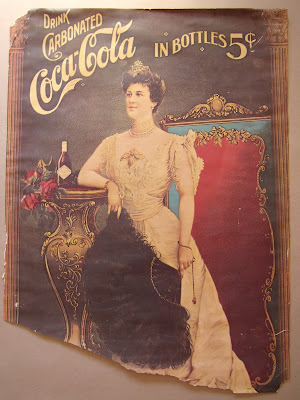 DRINK
CARBONATED
Coca-Cola
IN BOTTLES 5¢